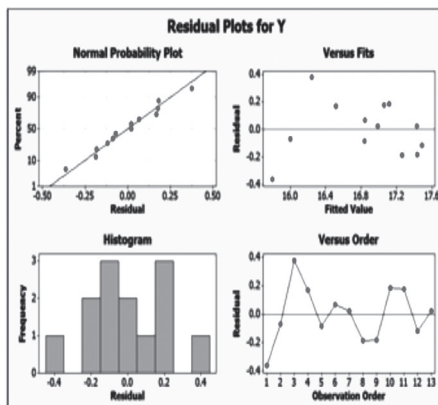 Residual Plots for Y
Normal Probability Plot
Percent
99
90
50
10
1
-0.50 -0.25 0.00 0.25 0.50
Residual
Versus Fits
Residual
0.4
0.2
0.0
-0.2
-0.4
16.0 16.4 16.8 17.2 17.6
Fitted Value
Histogram
Frequency
3
2
1
0
-0.4 -0.2 0.0 0.2 0.4
Residual
Versus Order
Residual
0.4
0.2
0.0
-0.2
-0.4
1 2 3 4 5 6 7 8 9 10 11 12 13
Observation Order